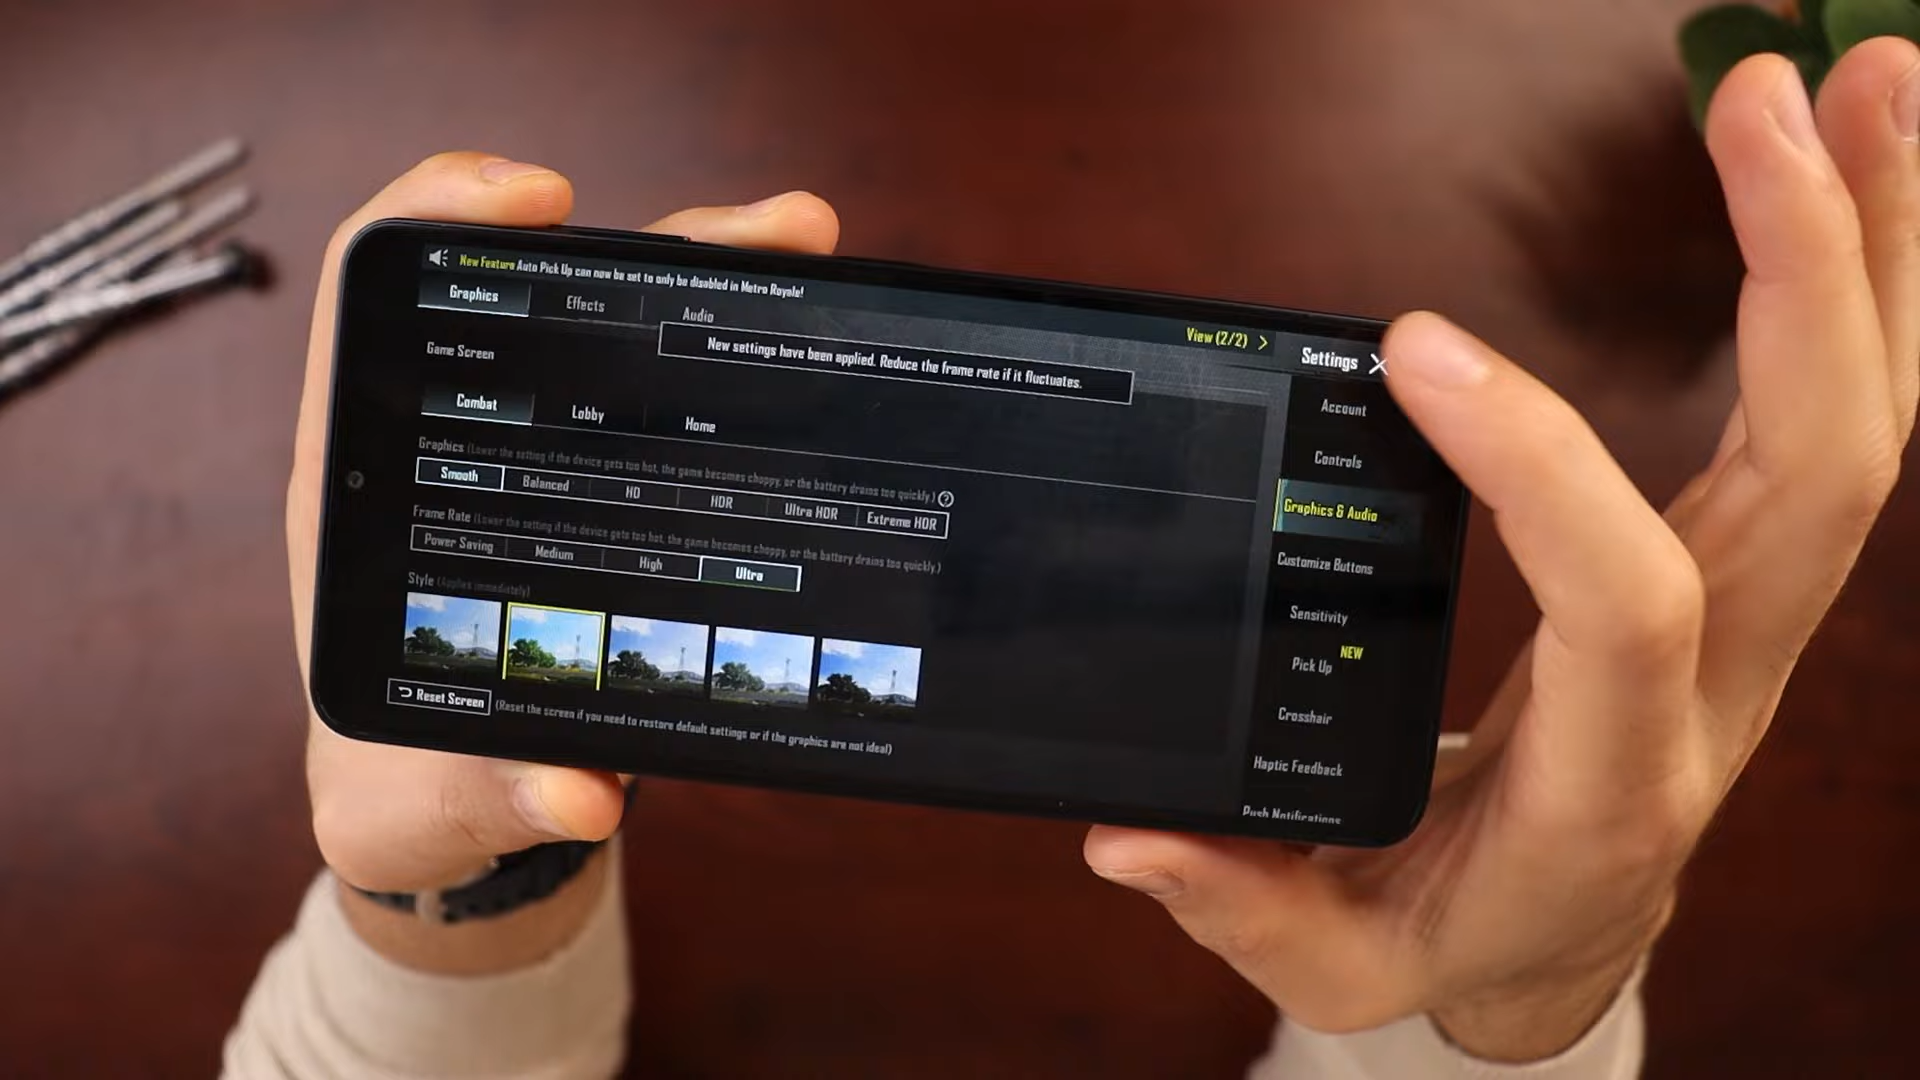 New Feature Auto Pick Up can now be set to only be disabled in Metro Royale!
View (2/2) >
Settings X
Graphics
Effects
Audio
New settings have been applied. Reduce the frame rate if it fluctuates.
Game Screen
Combat
Lobby
Home
Graphics (Lower the setting if the device gets too hot, the game becomes choppy, or the battery drains too quickly.) ?
Smooth
Balanced
HD
HDR
Ultra HDR
Extreme HDR
Frame Rate (Lower the setting if the device gets too hot, the game becomes choppy, or the battery drains too quickly.)
Power Saving
Medium
High
Ultra
Style (Applies immediately)
Reset Screen
(Reset the screen if you need to restore default settings or if the graphics are not ideal)
Account
Controls
Graphics & Audio
Customize Buttons
Sensitivity
Pick Up NEW
Crosshair
Haptic Feedback
Push Notifications